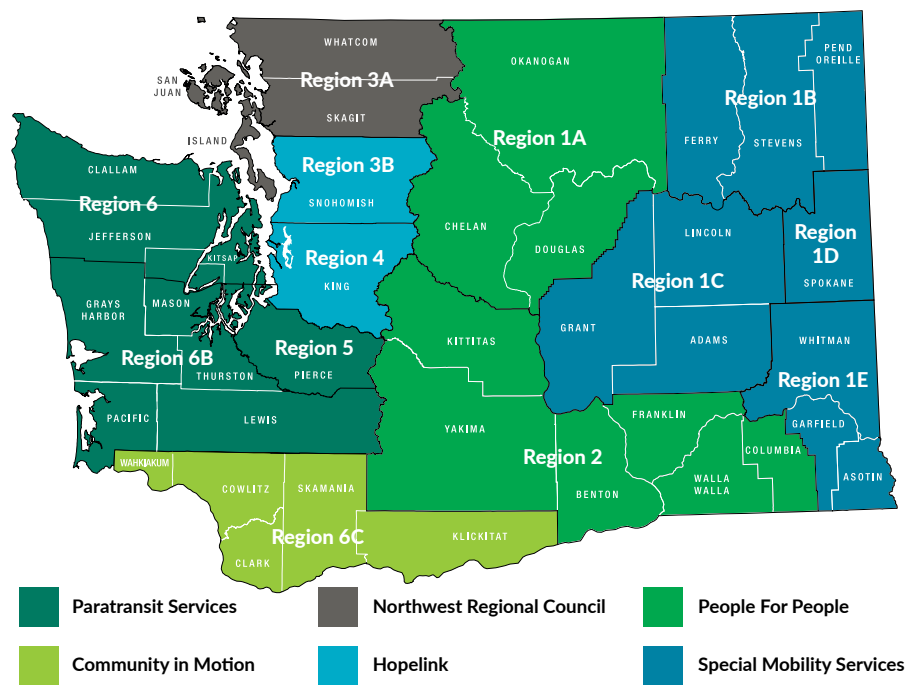 WHATCOM
Region 3A
SAN
JUAN
SKAGIT
ISLAND
OKANOGAN
Region 1A
CHELAN
DOUGLAS
PEND
OREILLE
Region 1B
FERRY
STEVENS
Region 3B
SNOHOMISH
Region 4
KING
CLALLAM
Region 6
JEFFERSON
KITSAP
GRAYS
HARBOR
MASON
Region 6B
THURSTON
Region 5
PIERCE
PACIFIC
LEWIS
LINCOLN
Region 1C
GRANT
ADAMS
Region
1D
SPOKANE
WHITMAN
Region 1E
GARFIELD
ASOTIN
KITTITAS
YAKIMA
Region 2
BENTON
FRANKLIN
WALLA
WALLA
COLUMBIA
WAHKIAKUM
COWLITZ
SKAMANIA
Region 6C
CLARK
KLICKITAT
Paratransit Services
Northwest Regional Council
People For People
Community in Motion
Hopelink
Special Mobility Services